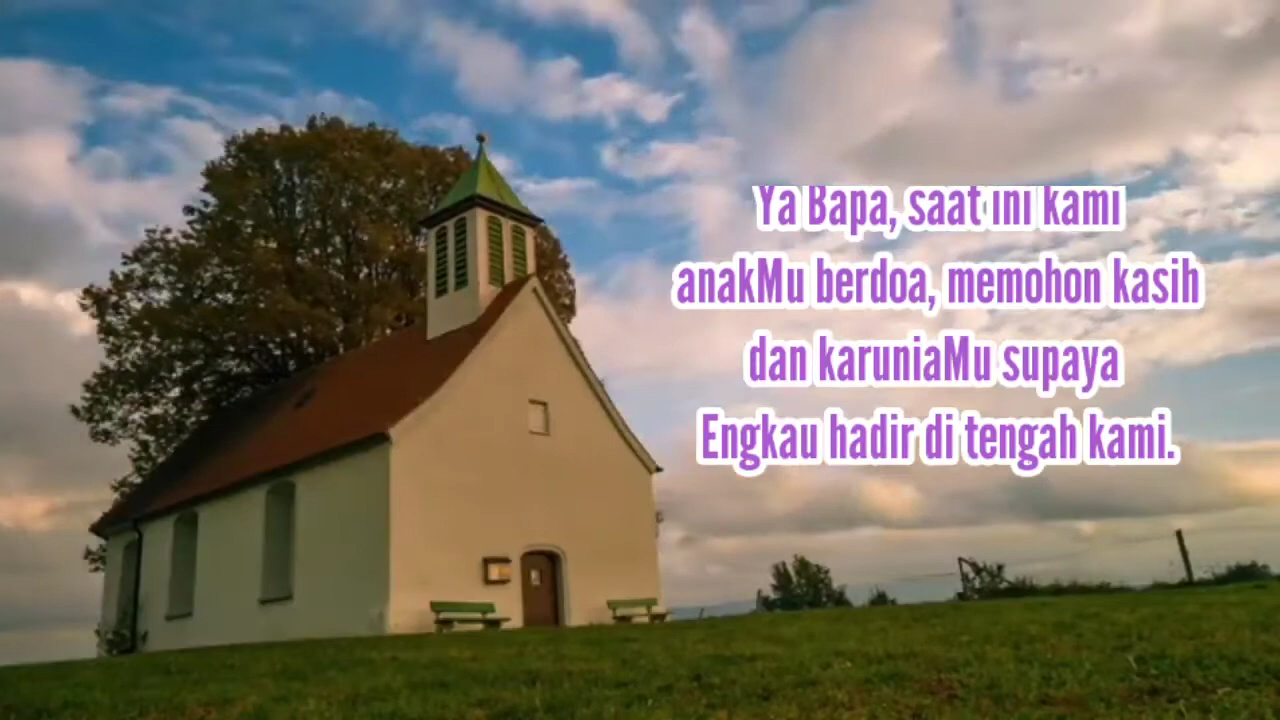 Ya Bapa, saat ini kami
anakMu berdoa, memohon kasih
dan karuniaMu supaya
Engkau hadir di tengah kami.